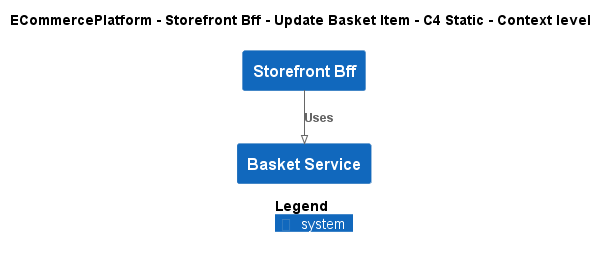 ECommercePlatform - Storefront Bff - Update Basket Item - C4 Static - Context level
Storefront Bff
Uses
Basket Service
Legend
system